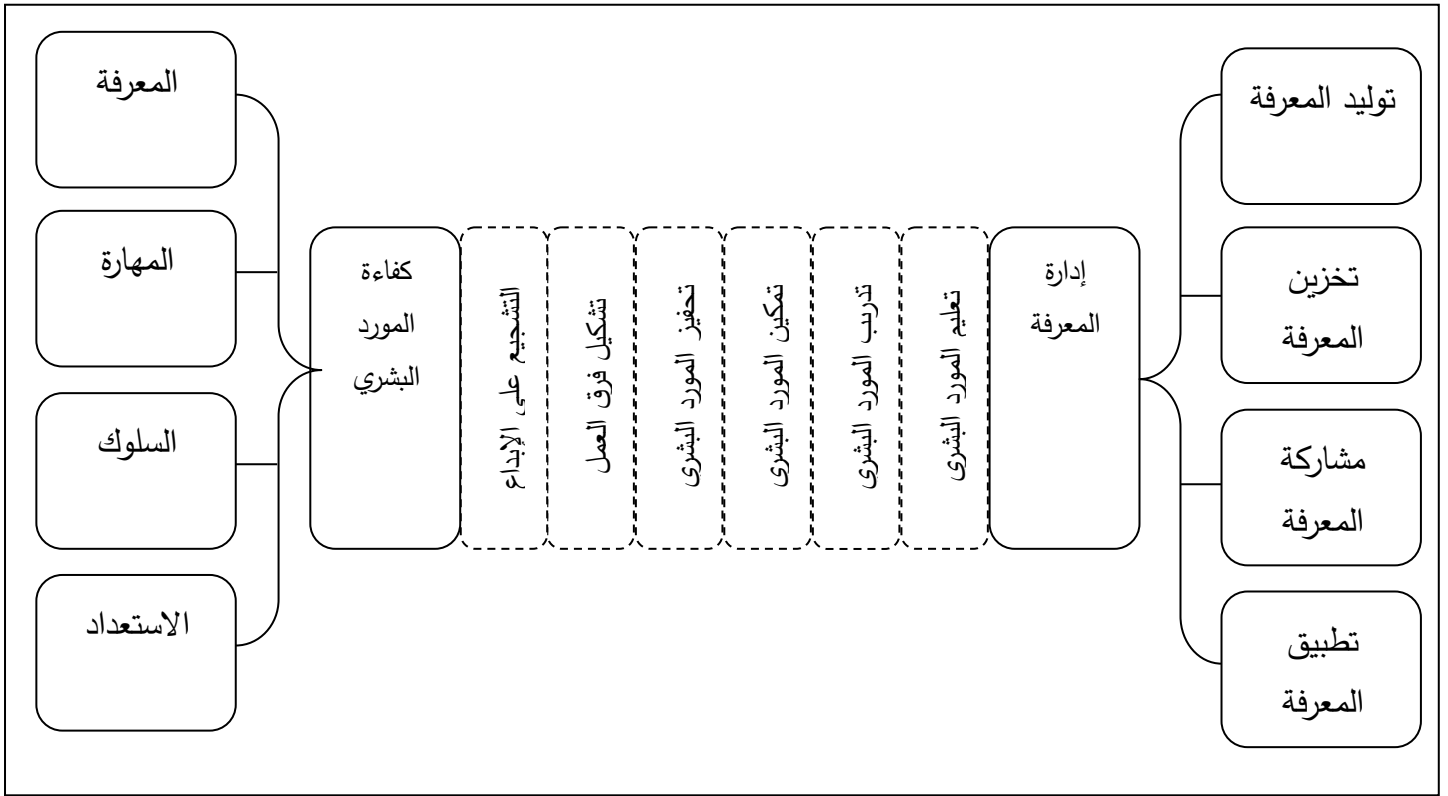 توليد المعرفة
تخزين
المعرفة
مشاركة
المعرفة
تطبيق
المعرفة
إدارة
المعرفة
تعليم المورد البشري
تدريب المورد البشري
تمكين المورد البشري
تحفيز المورد البشري
تشكيل فرق العمل
التشجيع على الإبداع
كفاءة
المورد
البشري
المعرفة
المهارة
السلوك
الاستعداد